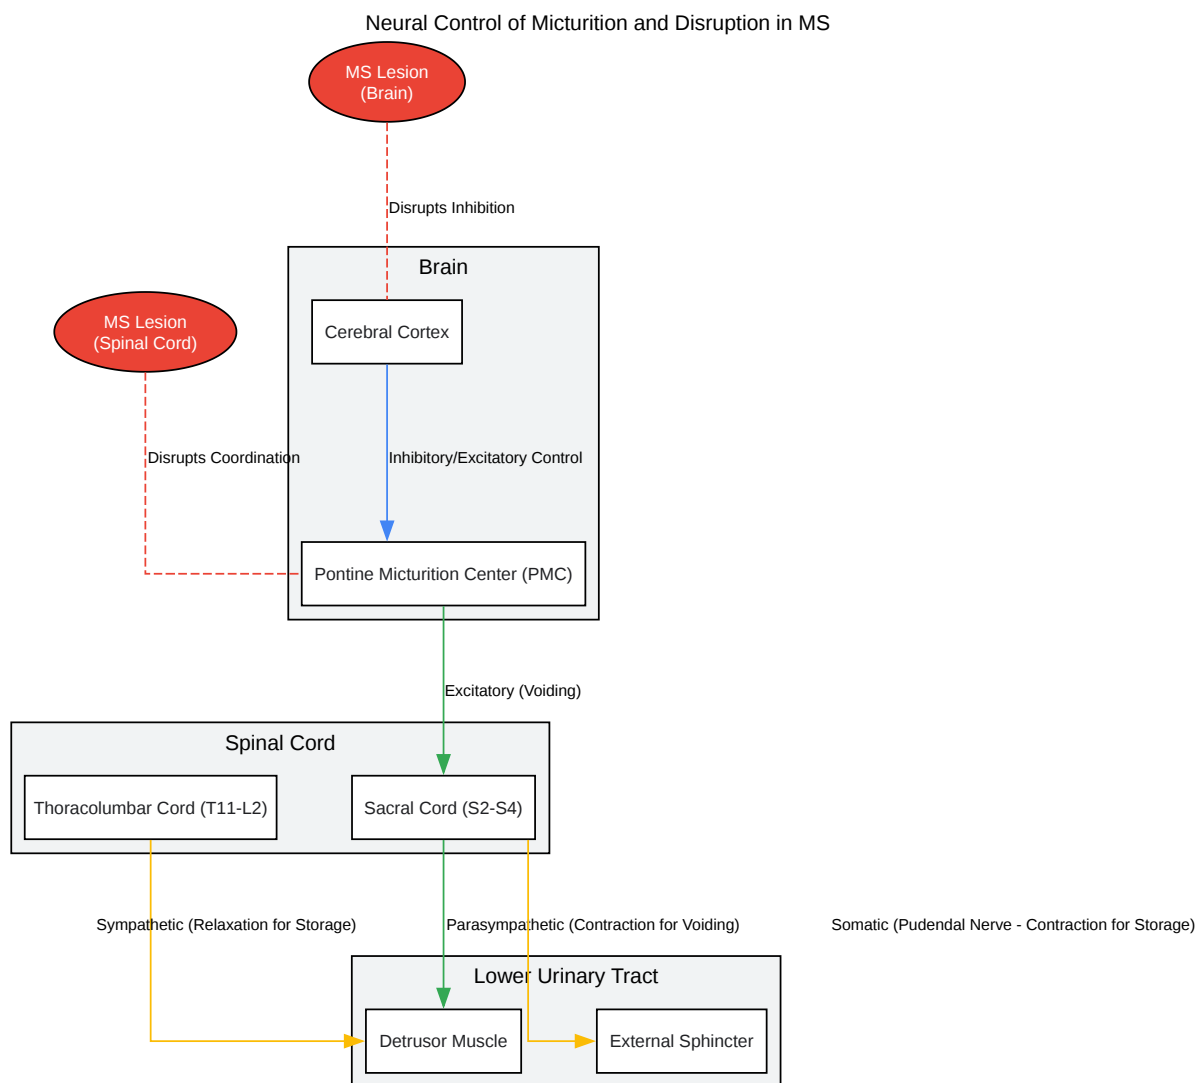 Neural Control of Micturition and Disruption in MS
MS Lesion
(Brain)
Disrupts Inhibition
Brain
Cerebral Cortex
MS Lesion
(Spinal Cord)
Disrupts Coordination
Inhibitory/Excitatory Control
Pontine Micturition Center (PMC)
Excitatory (Voiding)
Spinal Cord
Thoracolumbar Cord (T11-L2)
Sacral Cord (S2-S4)
Sympathetic (Relaxation for Storage)
Parasympathetic (Contraction for Voiding)
Somatic (Pudendal Nerve - Contraction for Storage)
Lower Urinary Tract
Detrusor Muscle
External Sphincter